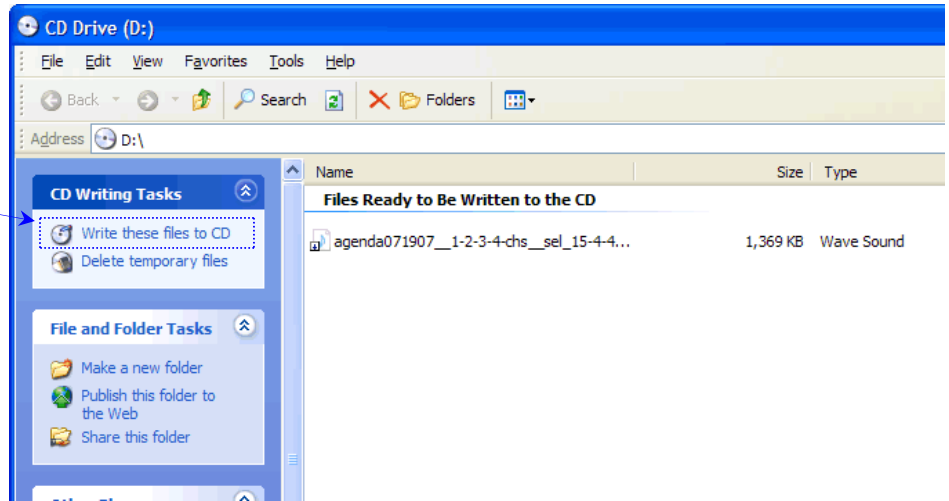 CD Drive (D:)
File Edit View Favorites Tools Help
Back Search Folders
Address D:\
CD Writing Tasks
Write these files to CD
Delete temporary files
File and Folder Tasks
Make a new folder
Publish this folder to
the Web
Share this folder
Name Size Type
Files Ready to Be Written to the CD
agenda071907__1-2-3-4-chs__sel_15-4-4... 1,369 KB Wave Sound